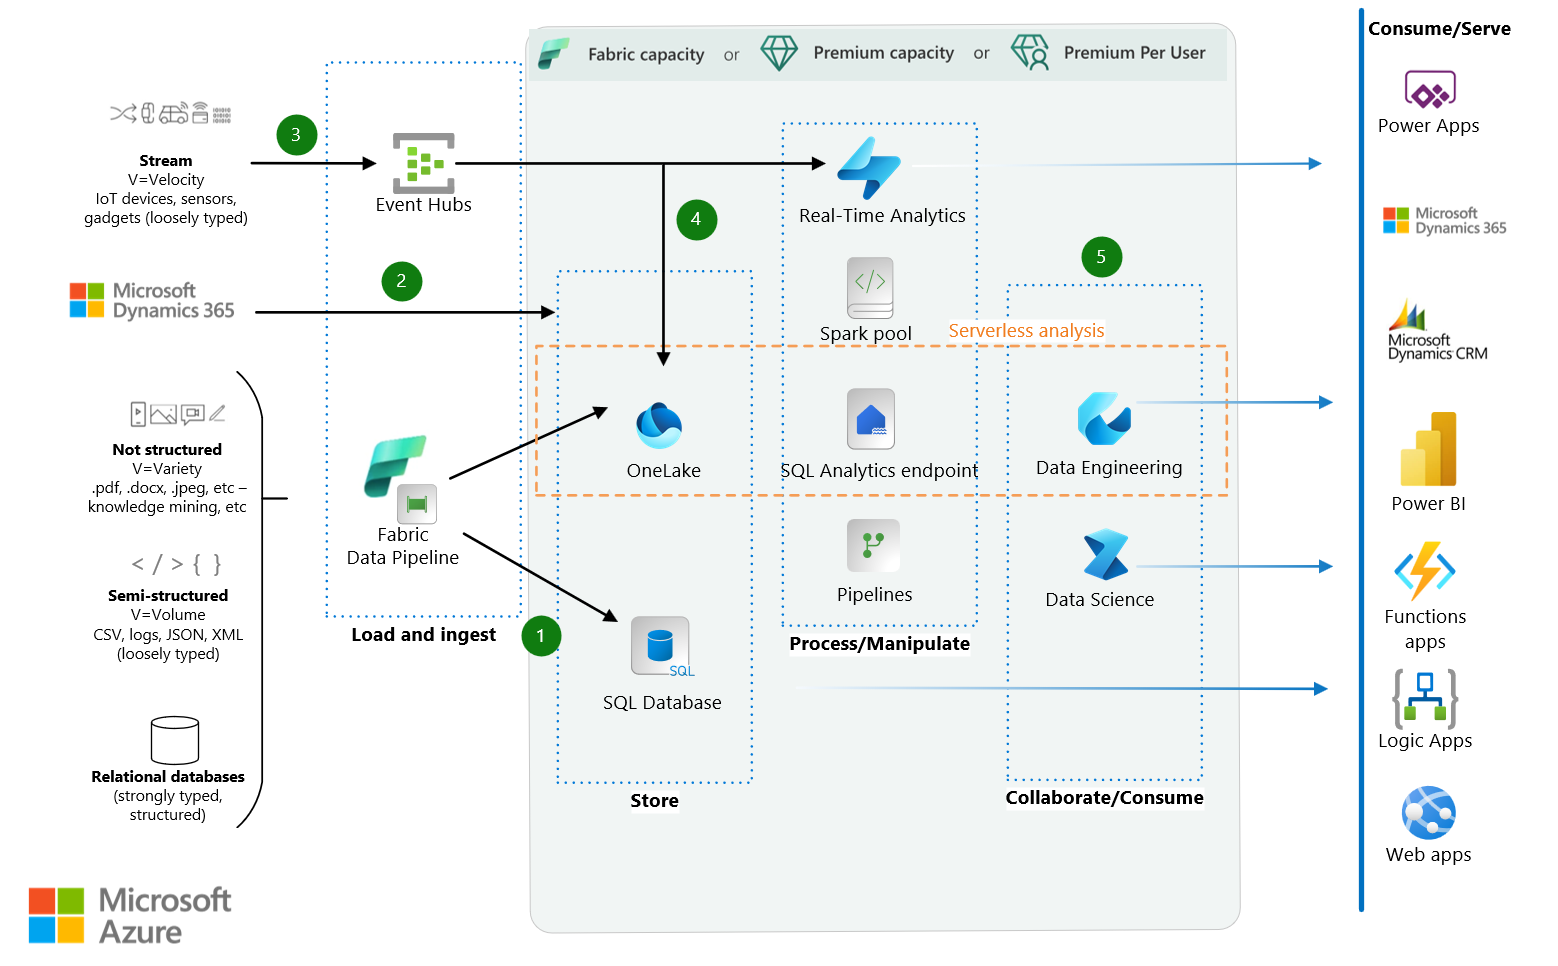 Fabric capacity or Premium capacity or Premium Per User
Consume/Serve
3
Stream
V=Velocity
IoT devices, sensors,
gadgets (loosely typed)
Event Hubs
4
Real-Time Analytics
Power Apps
Microsoft
Dynamics 365
2
Microsoft
Dynamics 365
5
</>
Spark pool
Serverless analysis
Microsoft
Dynamics CRM
Not structured
V=Variety
.pdf, .docx, .jpeg, etc –
knowledge mining, etc
OneLake
SQL Analytics endpoint
Data Engineering
Power BI
Fabric
Data Pipeline
< / > { }
Semi-structured
V=Volume
CSV, logs, JSON, XML
(loosely typed)
Load and ingest
1
SQL
SQL Database
Pipelines
Process/Manipulate
Data Science
Functions
apps
Relational databases
(strongly typed,
structured)
Store
Collaborate/Consume
Logic Apps
Web apps
Microsoft
Azure